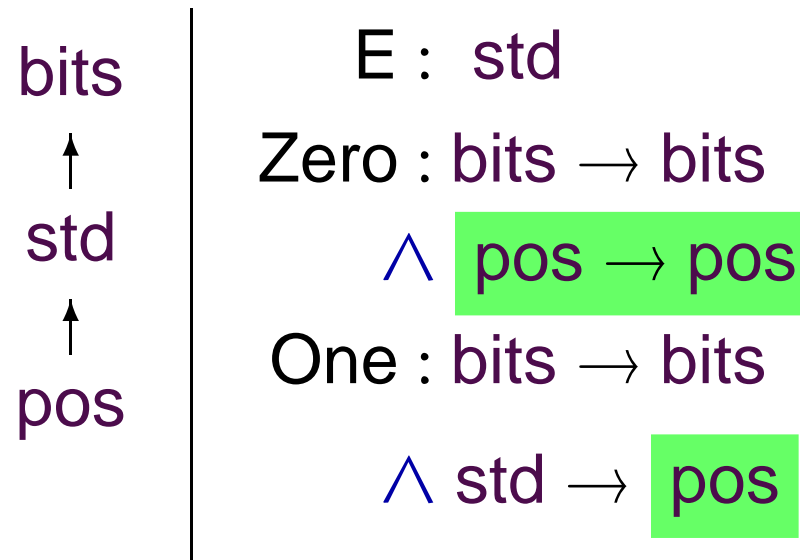 bits
↑
std
↑
pos
E : std
Zero : bits → bits
∧ pos → pos
One : bits → bits
∧ std → pos